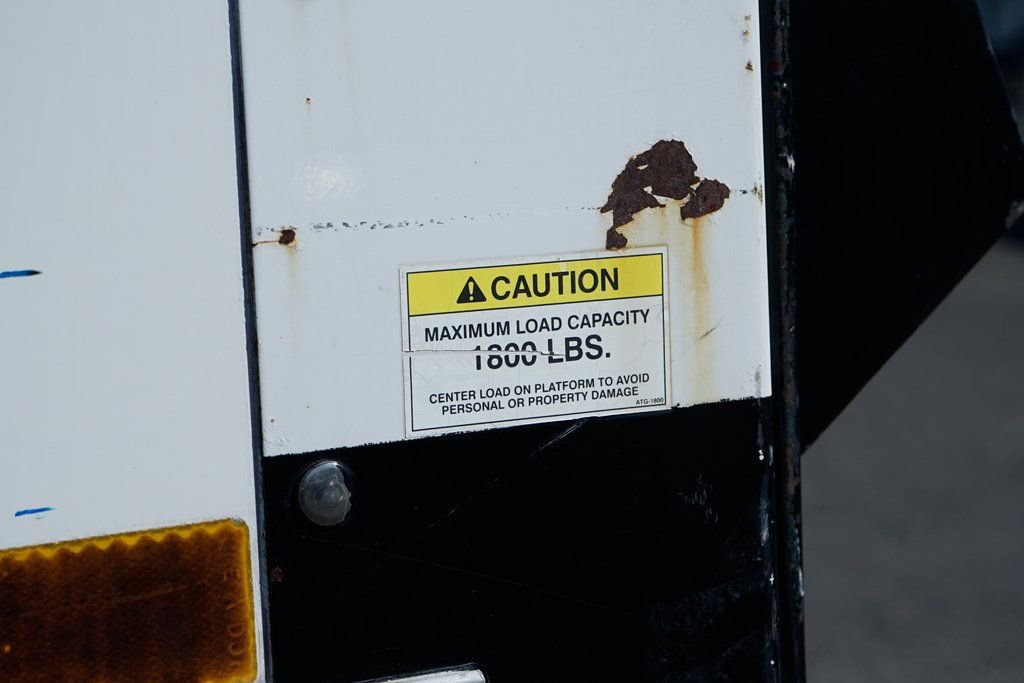 CAUTION
MAXIMUM LOAD CAPACITY
1800 LBS.
CENTER LOAD ON PLATFORM TO AVOID
PERSONAL OR PROPERTY DAMAGE
ATG-1800